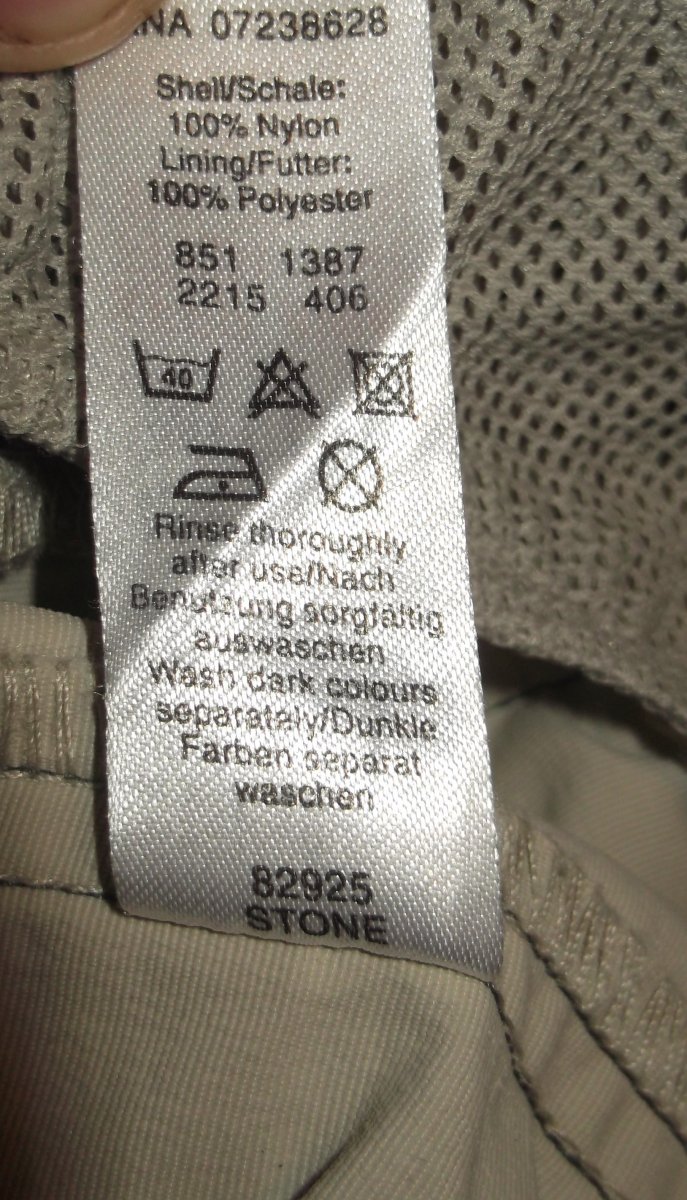 NA 07238628
Shell/Schale:
100% Nylon
Lining/Futter:
100% Polyester
851 1387
2215 406
40
Rinse thoroughly
after use/Nach
Benutzung sorgfältig
auswaschen
Wash dark colours
separately/Dunkle
Farben separat
waschen
82925
STONE